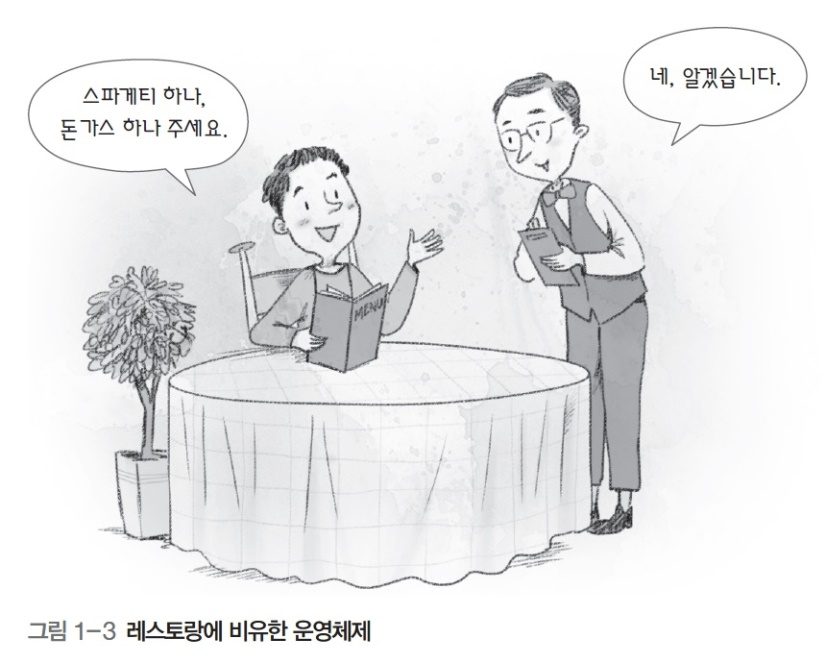 스파게티 하나,
돈가스 하나 주세요.
네, 알겠습니다.
MENU
그림 1-3 레스토랑에 비유한 운영체제